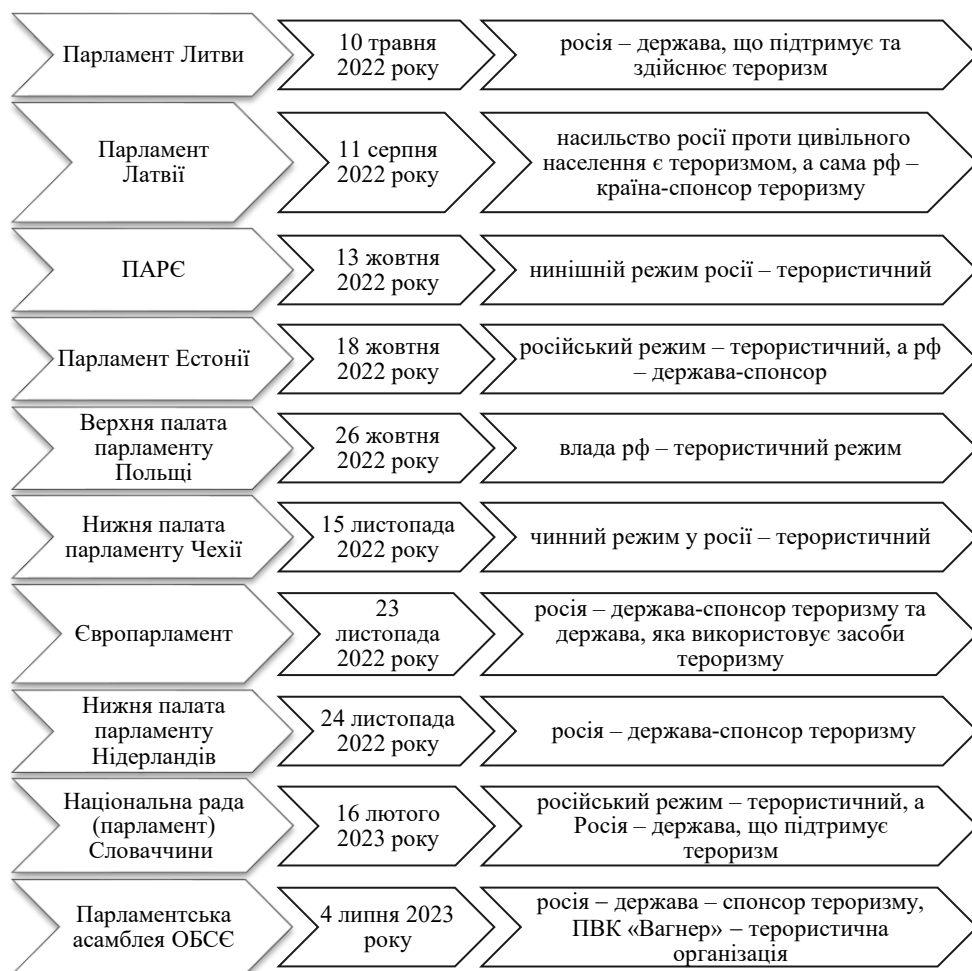 Парламент Литви
10 травня
2022 року
росія – держава, що підтримує та
здійснює тероризм
Парламент
Латвії
11 серпня
2022 року
насильство росії проти цивільного
населення є тероризмом, а сама рф –
країна-спонсор тероризму
ПАРЄ
13 жовтня
2022 року
нинішній режим росії – терористичний
Парламент Естонії
18 жовтня
2022 року
російський режим – терористичний, а рф
– держава-спонсор
Верхня палата
парламенту
Польщі
26 жовтня
2022 року
влада рф – терористичний режим
Нижня палата
парламенту Чехії
15 листопада
2022 року
чинний режим у росії – терористичний
Європарламент
23
листопада
2022 року
росія – держава-спонсор тероризму та
держава, яка використовує засоби
тероризму
Нижня палата
парламенту
Нідерландів
24 листопада
2022 року
росія – держава-спонсор тероризму
Національна рада
(парламент)
Словаччини
16 лютого
2023 року
російський режим – терористичний, а
Росія – держава, що підтримує
тероризм
Парламентська
асамблея ОБСЄ
4 липня 2023
року
росія – держава – спонсор тероризму,
ПВК «Вагнер» – терористична
організація